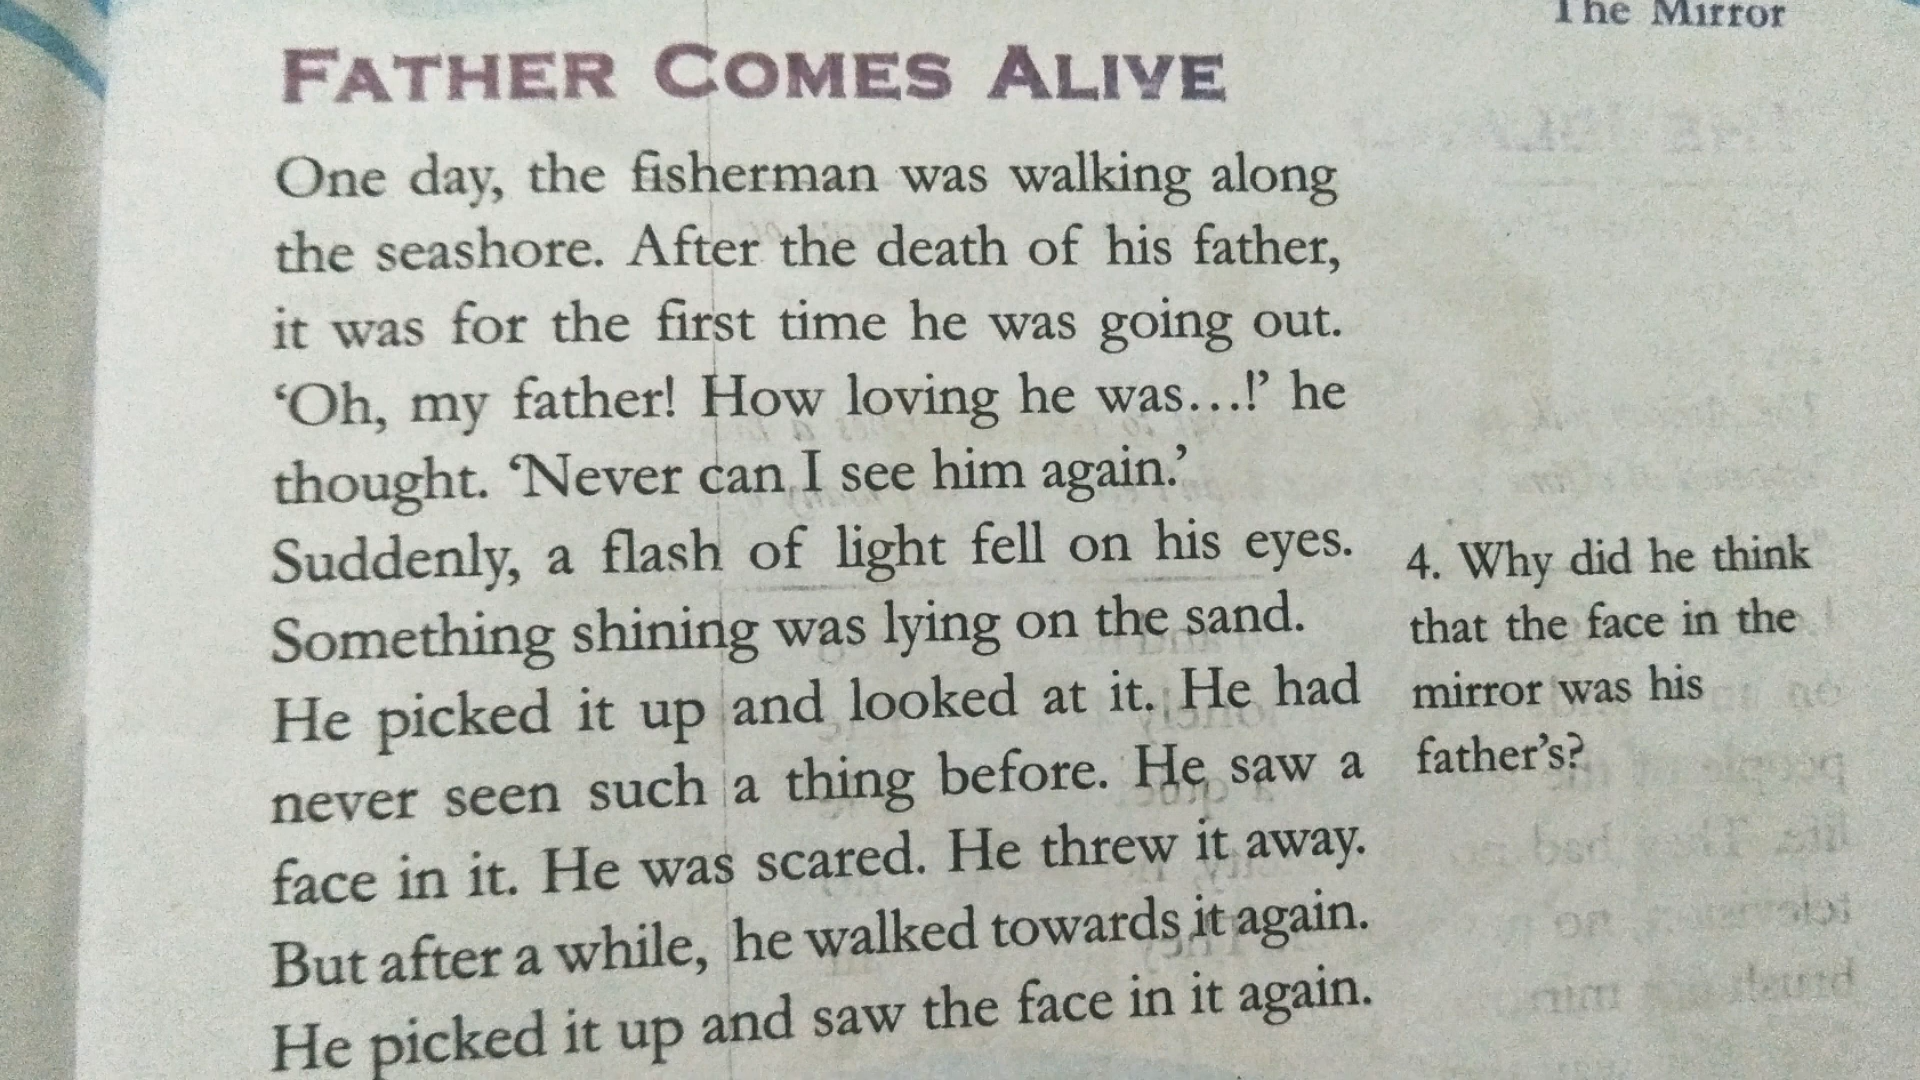 The Mirror
FATHER COMES ALIVE
One day, the fisherman was walking along
the seashore. After the death of his father,
it was for the first time he was going out.
‘Oh, my father! How loving he was...!’ he
thought. ‘Never can I see him again.’
Suddenly, a flash of light fell on his eyes.
Something shining was lying on the sand.
He picked it up and looked at it. He had
never seen such a thing before. He saw a
face in it. He was scared. He threw it away.
But after a while, he walked towards it again.
He picked it up and saw the face in it again.
4. Why did he think
that the face in the
mirror was his
father’s?